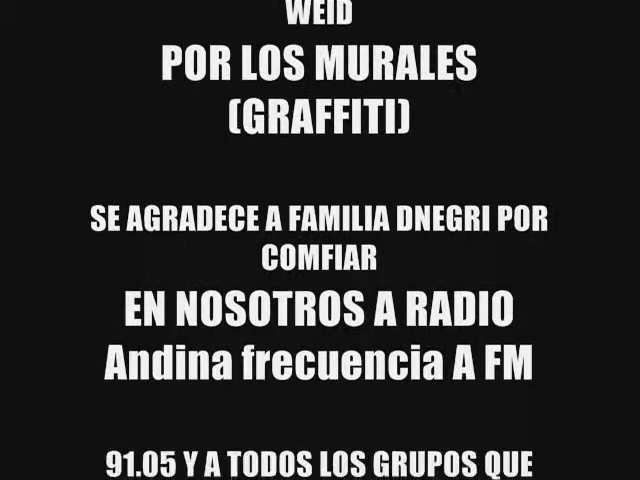 WEID
POR LOS MURALES
(GRAFFITI)
SE AGRADECE A FAMILIA DNEGRI POR
COMFIAR
EN NOSOTROS A RADIO
Andina frecuencia A FM
91.05 Y A TODOS LOS GRUPOS QUE